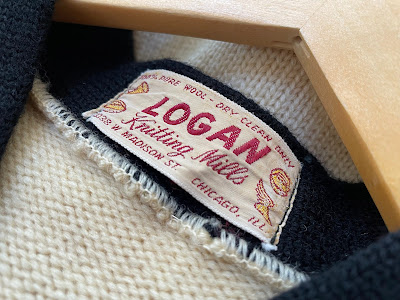 100% PURE WOOL - DRY CLEAN ONLY
LOGAN
Knitting Mills
W. MADISON ST. CHICAGO, ILL.